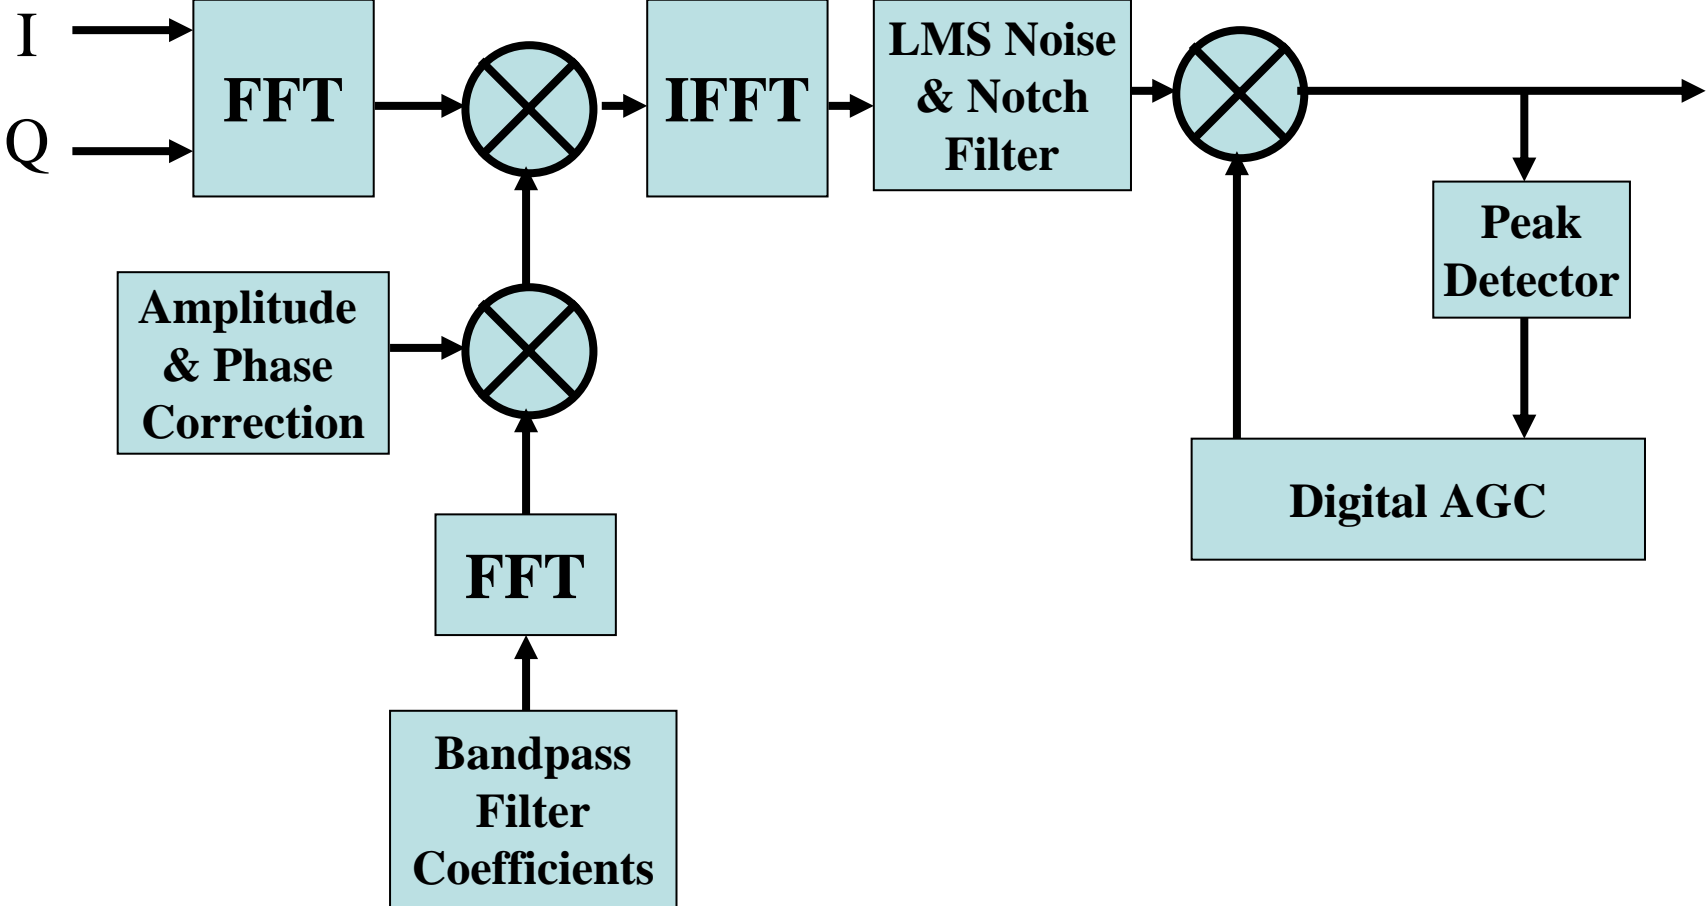 I
Q
FFT
IFFT
LMS Noise
& Notch
Filter
Peak
Detector
Amplitude
& Phase
Correction
Digital AGC
FFT
Bandpass
Filter
Coefficients